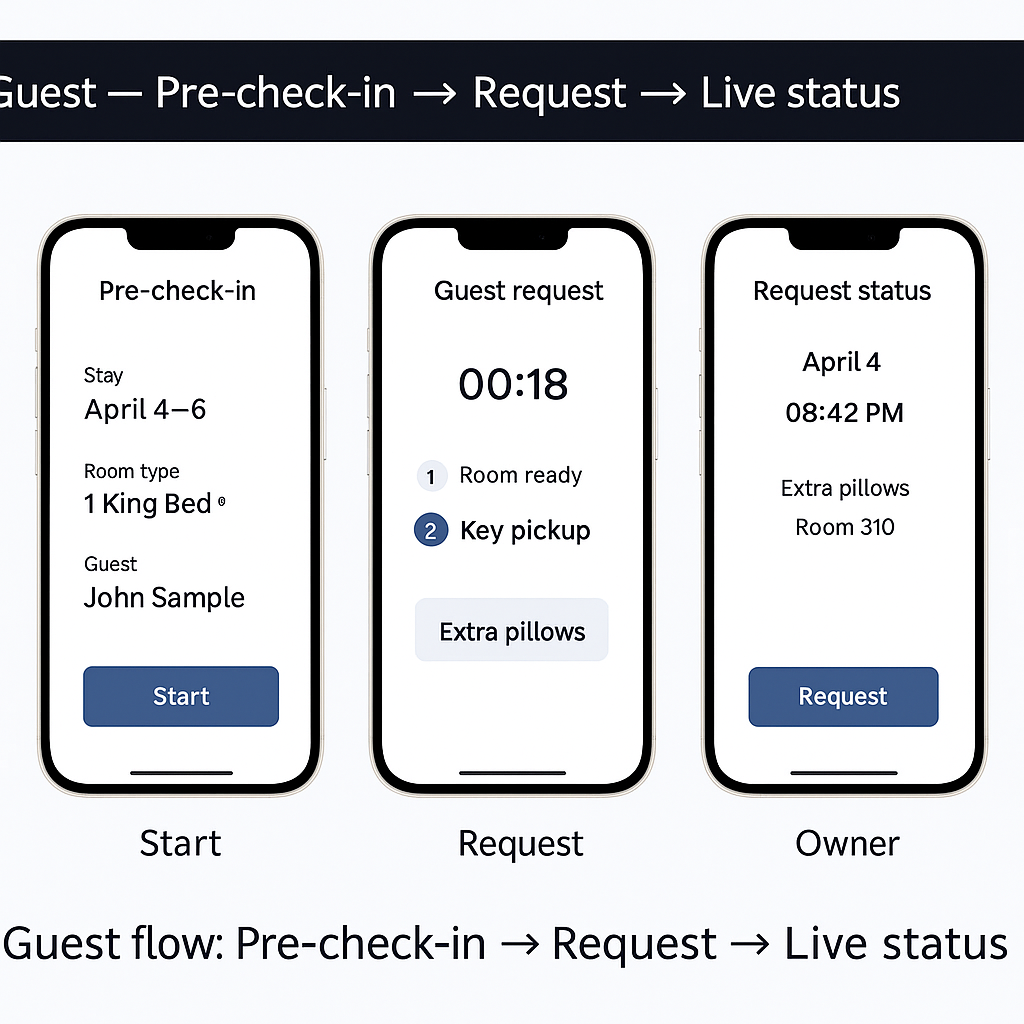 Guest — Pre-check-in → Request → Live status
Pre-check-in
Stay
April 4–6
Room type
1 King Bed
Guest
John Sample
Start
Start
Guest request
00:18
1 Room ready
2 Key pickup
Extra pillows
Request
Request status
April 4
08:42 PM
Extra pillows
Room 310
Request
Owner
Guest flow: Pre-check-in → Request → Live status